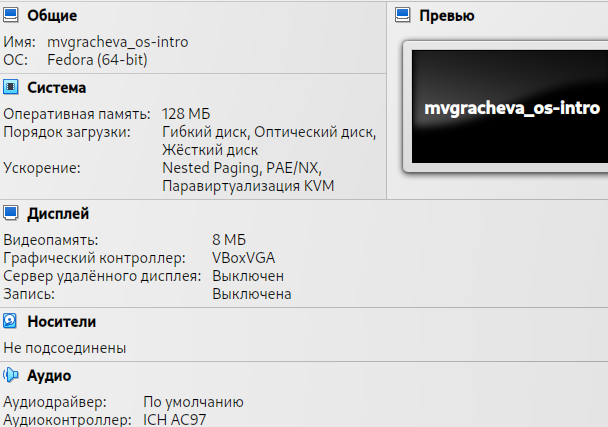 Общие
Имя: mvgracheva_os-intro
ОС: Fedora (64-bit)
Система
Оперативная память: 128 МБ
Порядок загрузки: Гибкий диск, Оптический диск,
Жёсткий диск
Ускорение: Nested Paging, PAE/NX,
Паравиртуализация KVM
Превью
mvgracheva_os-intro
Дисплей
Видеопамять: 8 МБ
Графический контроллер: VBoxVGA
Сервер удалённого дисплея: Выключен
Запись: Выключена
Носители
Не подсоединены
Аудио
Аудиодрайвер: По умолчанию
Аудиоконтроллер: ICH AC97